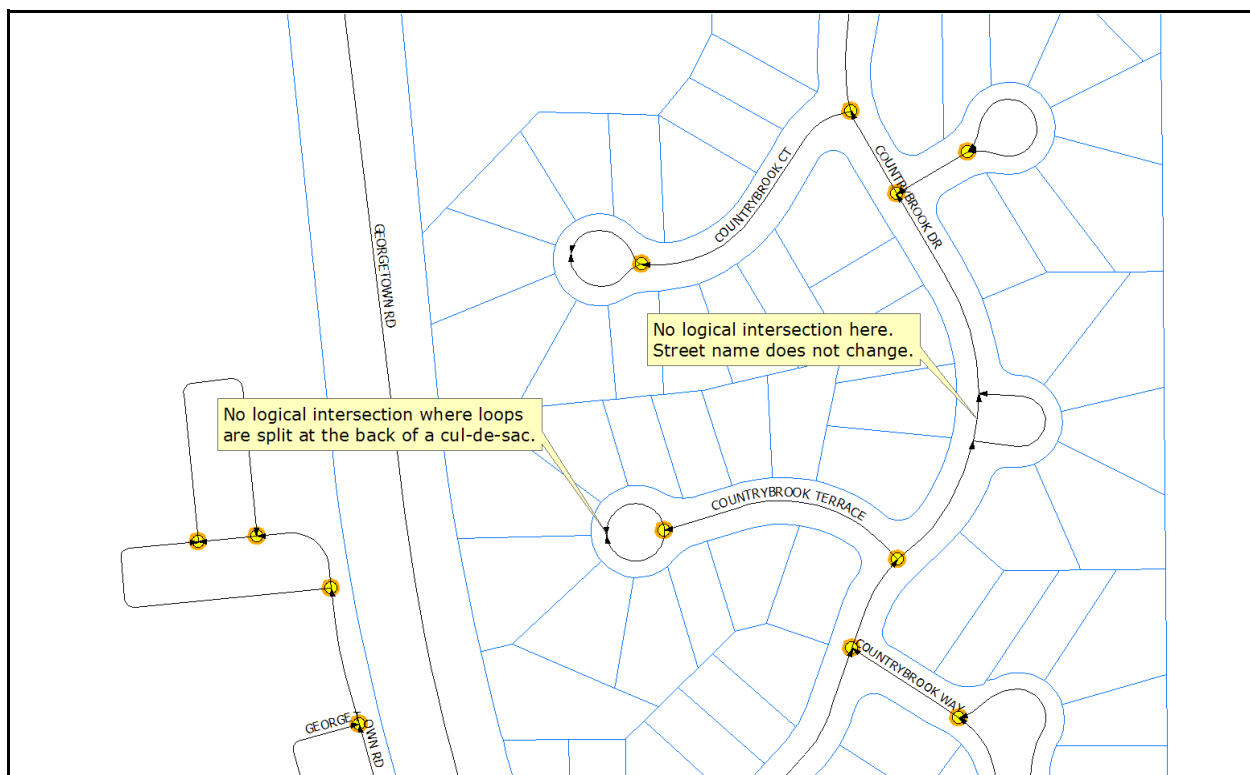 COUNTRYBROOK CT
COUNTRYBROOK DR
GEORGETOWN RD
No logical intersection here.
Street name does not change.
No logical intersection where loops
are split at the back of a cul-de-sac.
COUNTRYBROOK TERRACE
COUNTRYBROOK WAY
GEORGETOWN RD